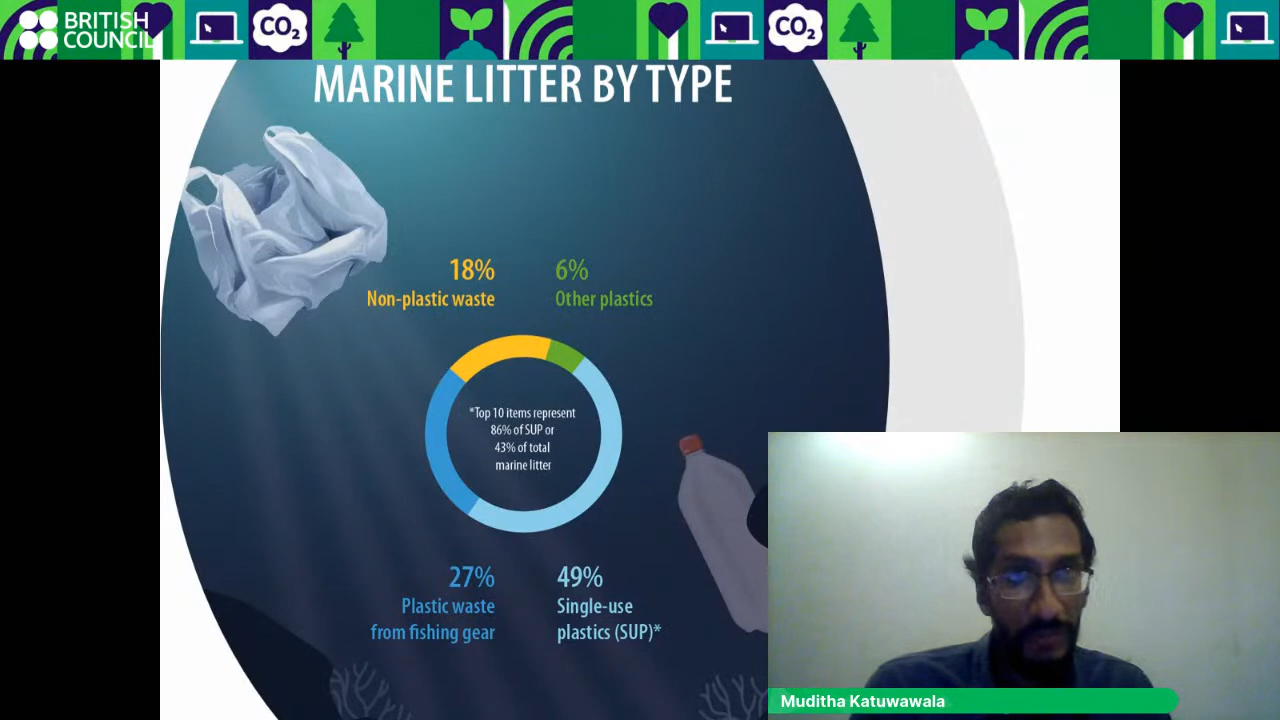 BRITISH
COUNCIL
CO₂
CO₂
MARINE LITTER BY TYPE
18%
Non-plastic waste
6%
Other plastics
*Top 10 items represent
86% of SUP or
43% of total
marine litter
27%
Plastic waste
from fishing gear
49%
Single-use
plastics (SUP)*
Muditha Katuwawala